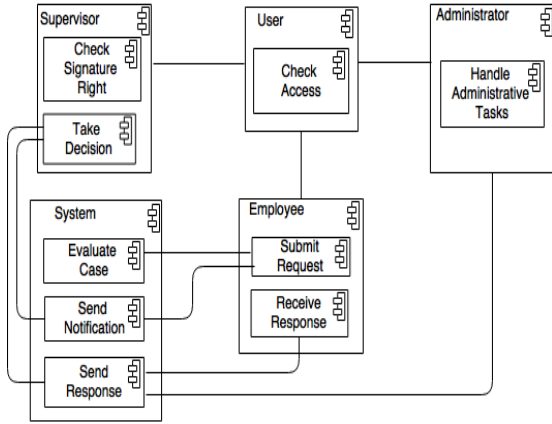 Supervisor
Check
Signature
Right
Take
Decision
User
Check
Access
Administrator
Handle
Administrative
Tasks
System
Evaluate
Case
Send
Notification
Send
Response
Employee
Submit
Request
Receive
Response